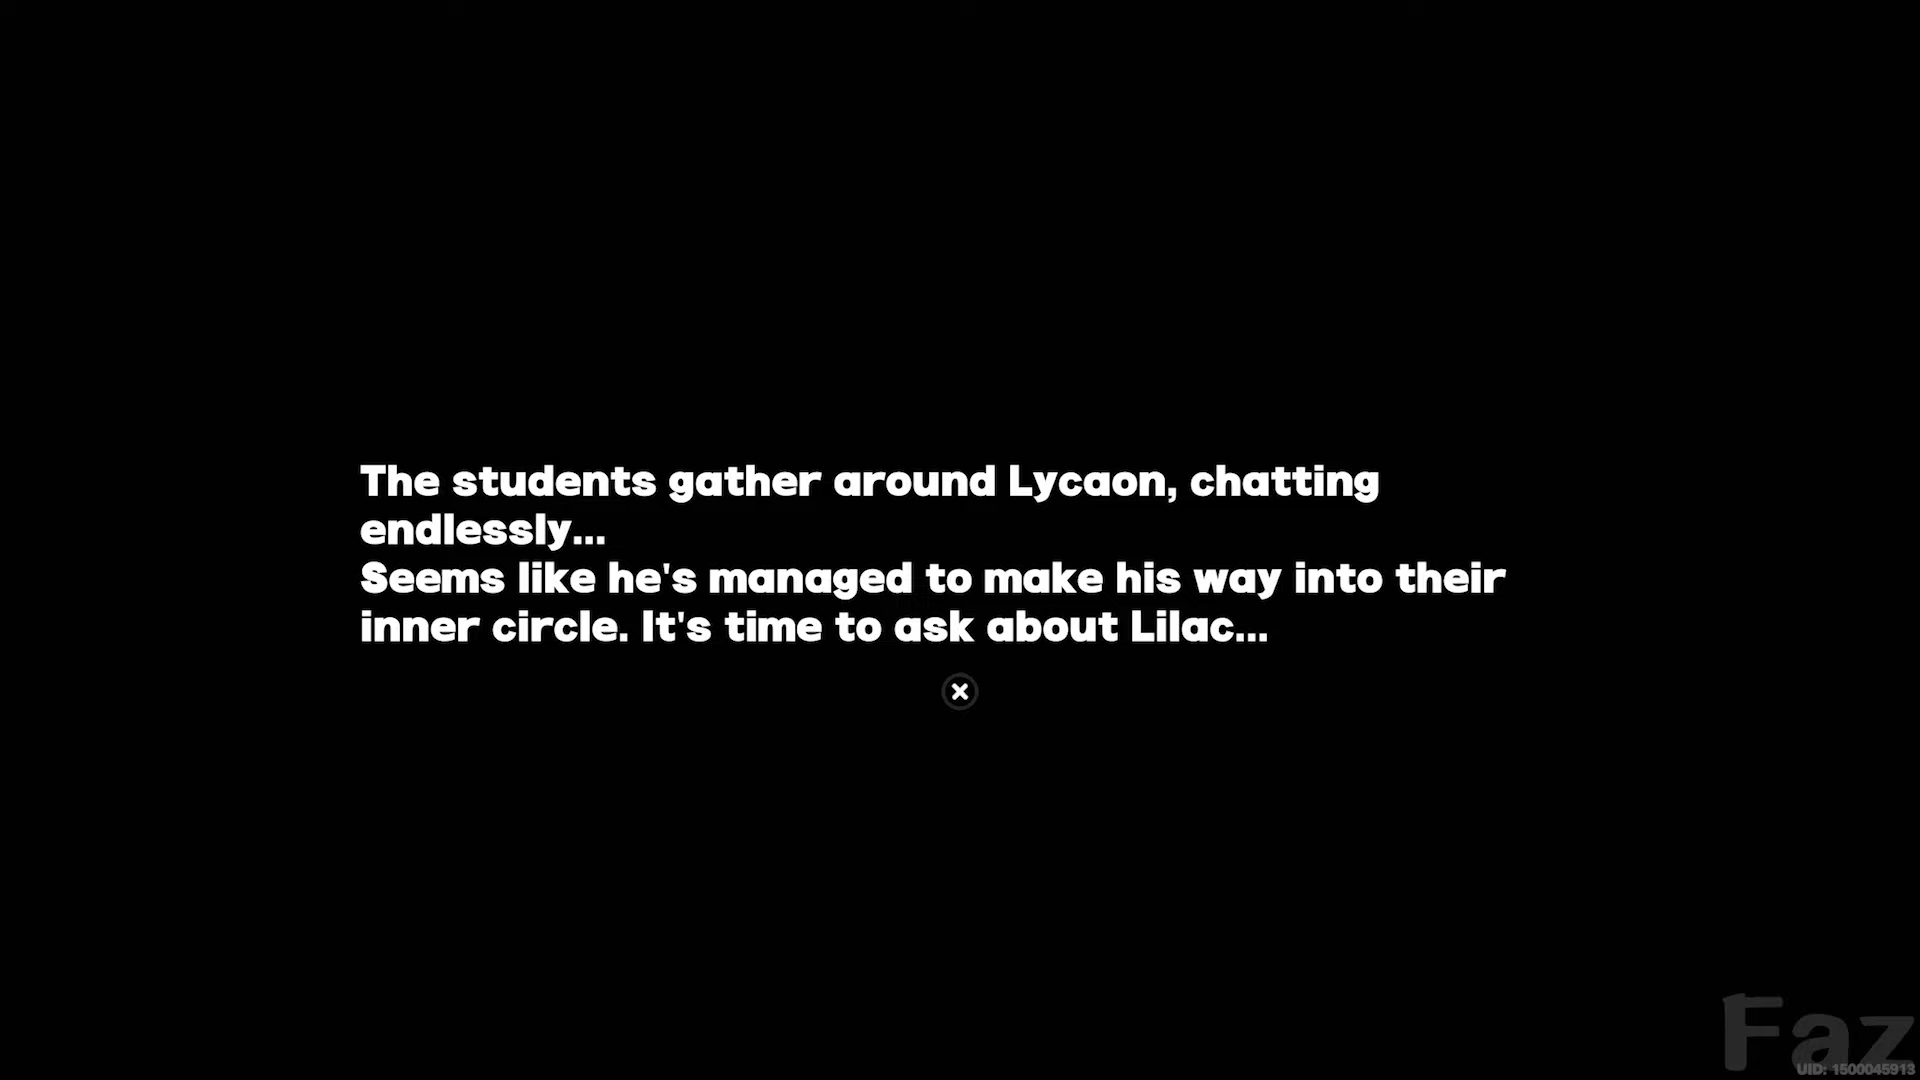 The students gather around Lycaon, chatting
endlessly...
Seems like he's managed to make his way into their
inner circle. It's time to ask about Lilac...
Faz
UID: 1500045913